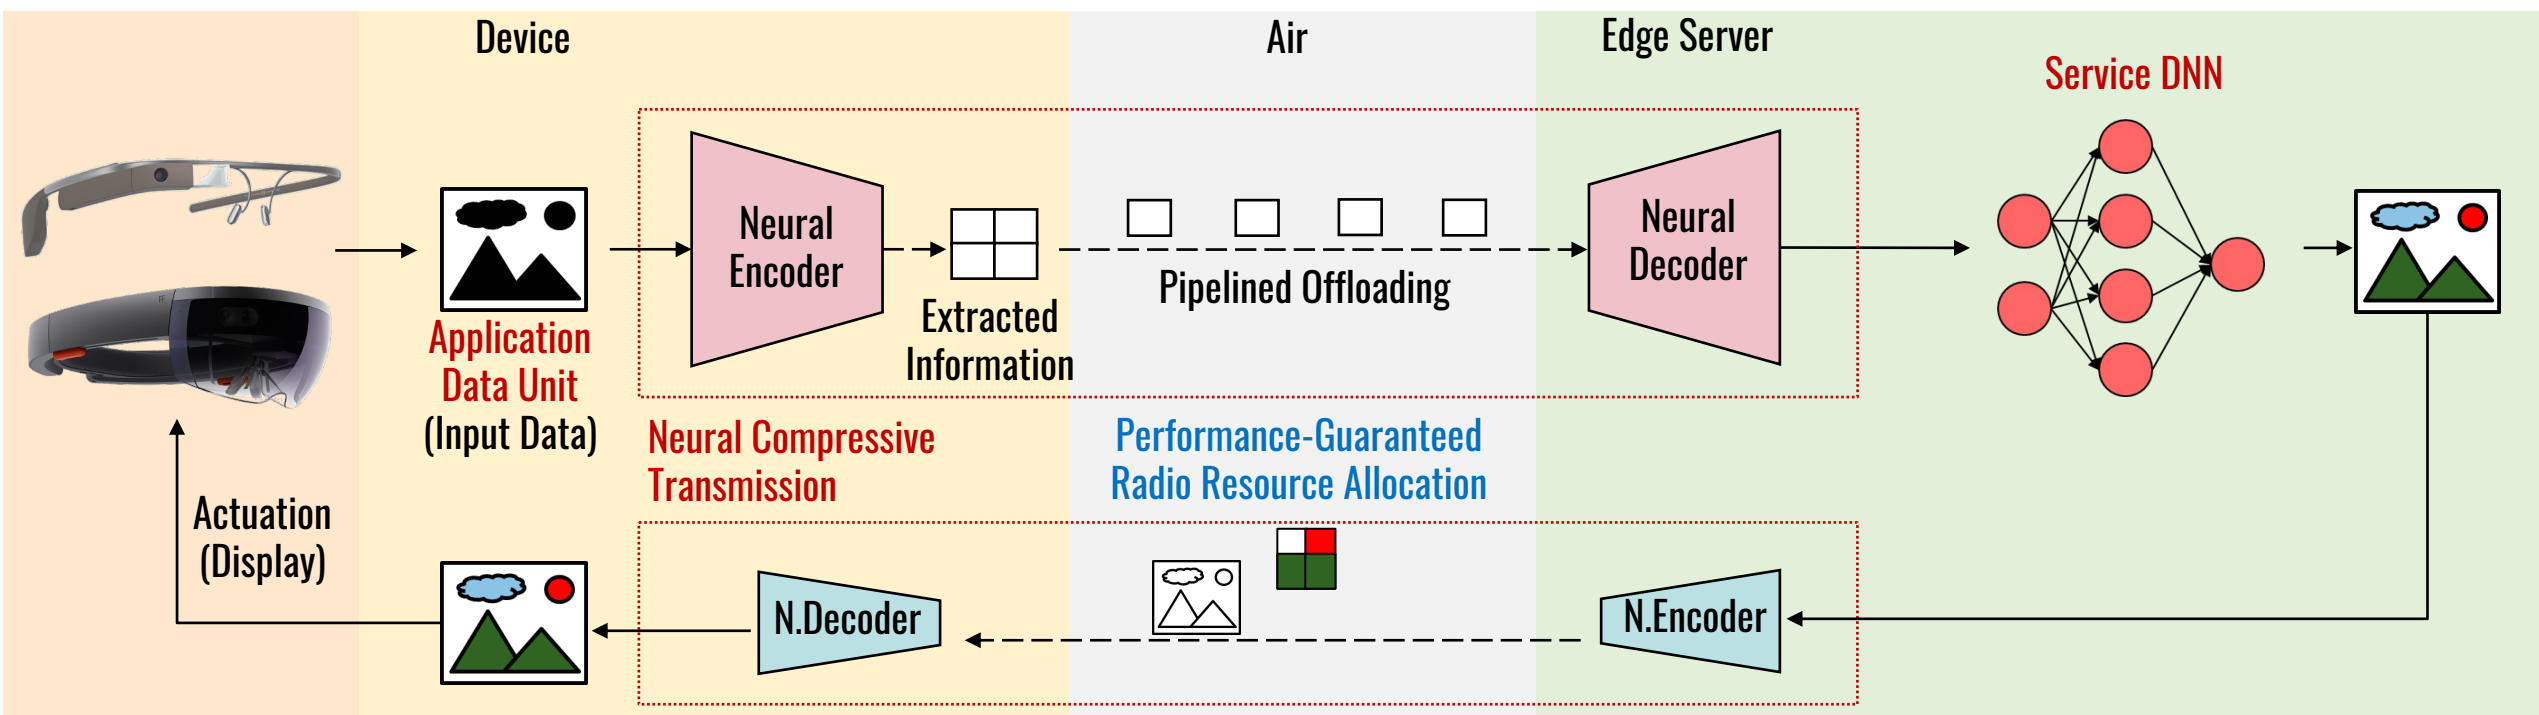 Device
Air
Edge Server
Service DNN
Neural
Encoder
Neural
Decoder
Extracted
Information
Pipelined Offloading
Application
Data Unit
(Input Data)
Neural Compressive
Transmission
Performance-Guaranteed
Radio Resource Allocation
Actuation
(Display)
N.Decoder
N.Encoder